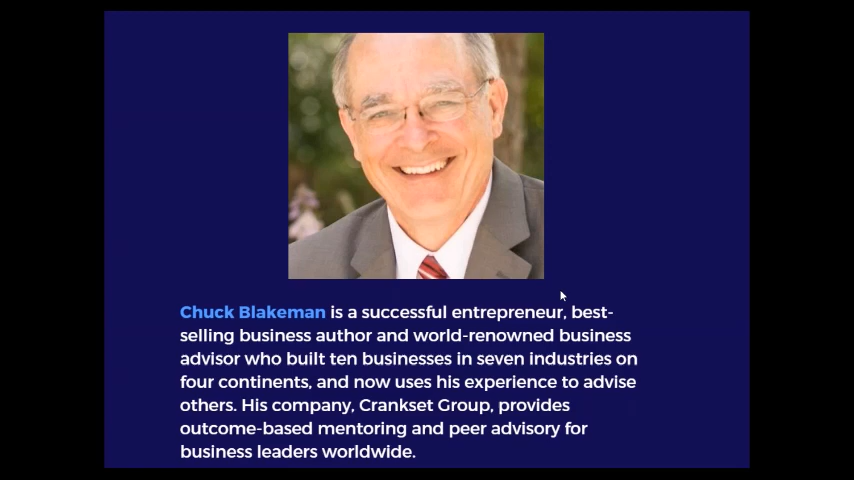 Chuck Blakeman is a successful entrepreneur, best-
selling business author and world-renowned business
advisor who built ten businesses in seven industries on
four continents, and now uses his experience to advise
others. His company, Crankset Group, provides
outcome-based mentoring and peer advisory for
business leaders worldwide.